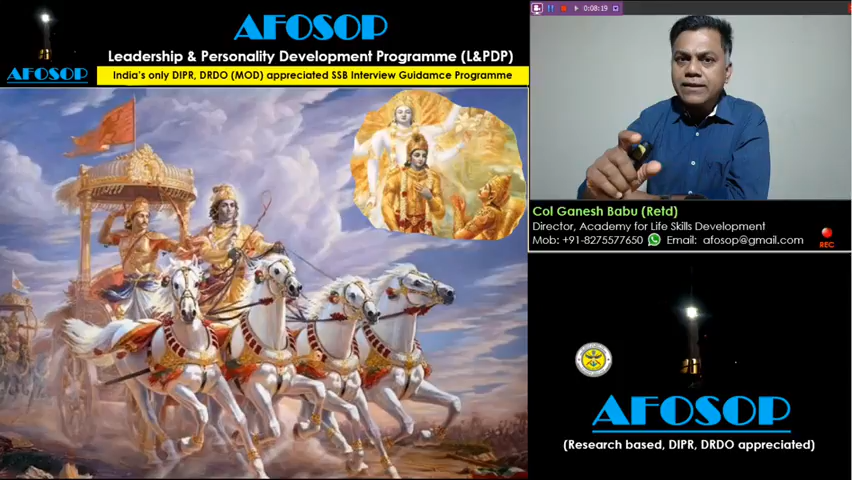 AFOSOP
AFOSOP
Leadership & Personality Development Programme (L&PDP)
India's only DIPR, DRDO (MOD) appreciated SSB Interview Guidamce Programme
0:08:19
Col Ganesh Babu (Retd)
Director, Academy for Life Skills Development
Mob: +91-8275577650 Email: afosop@gmail.com
REC
AFOSOP
(Research based, DIPR, DRDO appreciated)